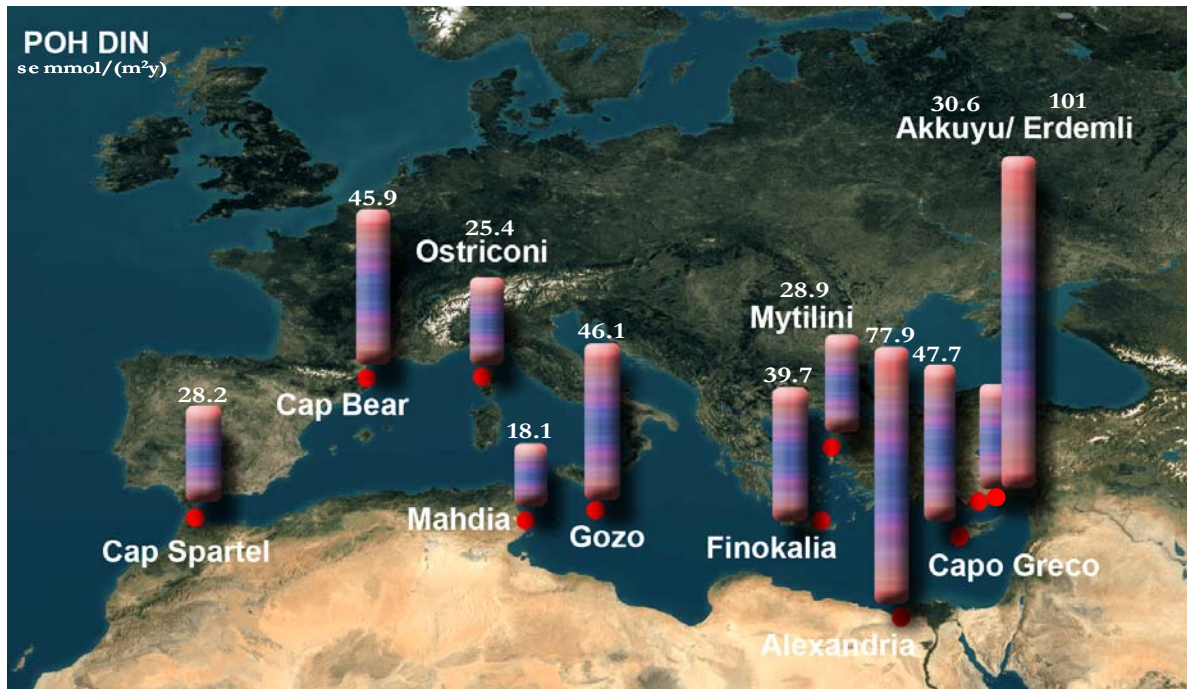 POH DIN
se mmol/(m²y)
30.6 101
Akkuyu/ Erdemli
45.9
25.4
Ostriconi
28.9
Mytilini
46.1
77.9
47.7
39.7
28.2
Cap Bear
18.1
Mahdia
Gozo
Finokalia
Cap Spartel
Capo Greco
Alexandria